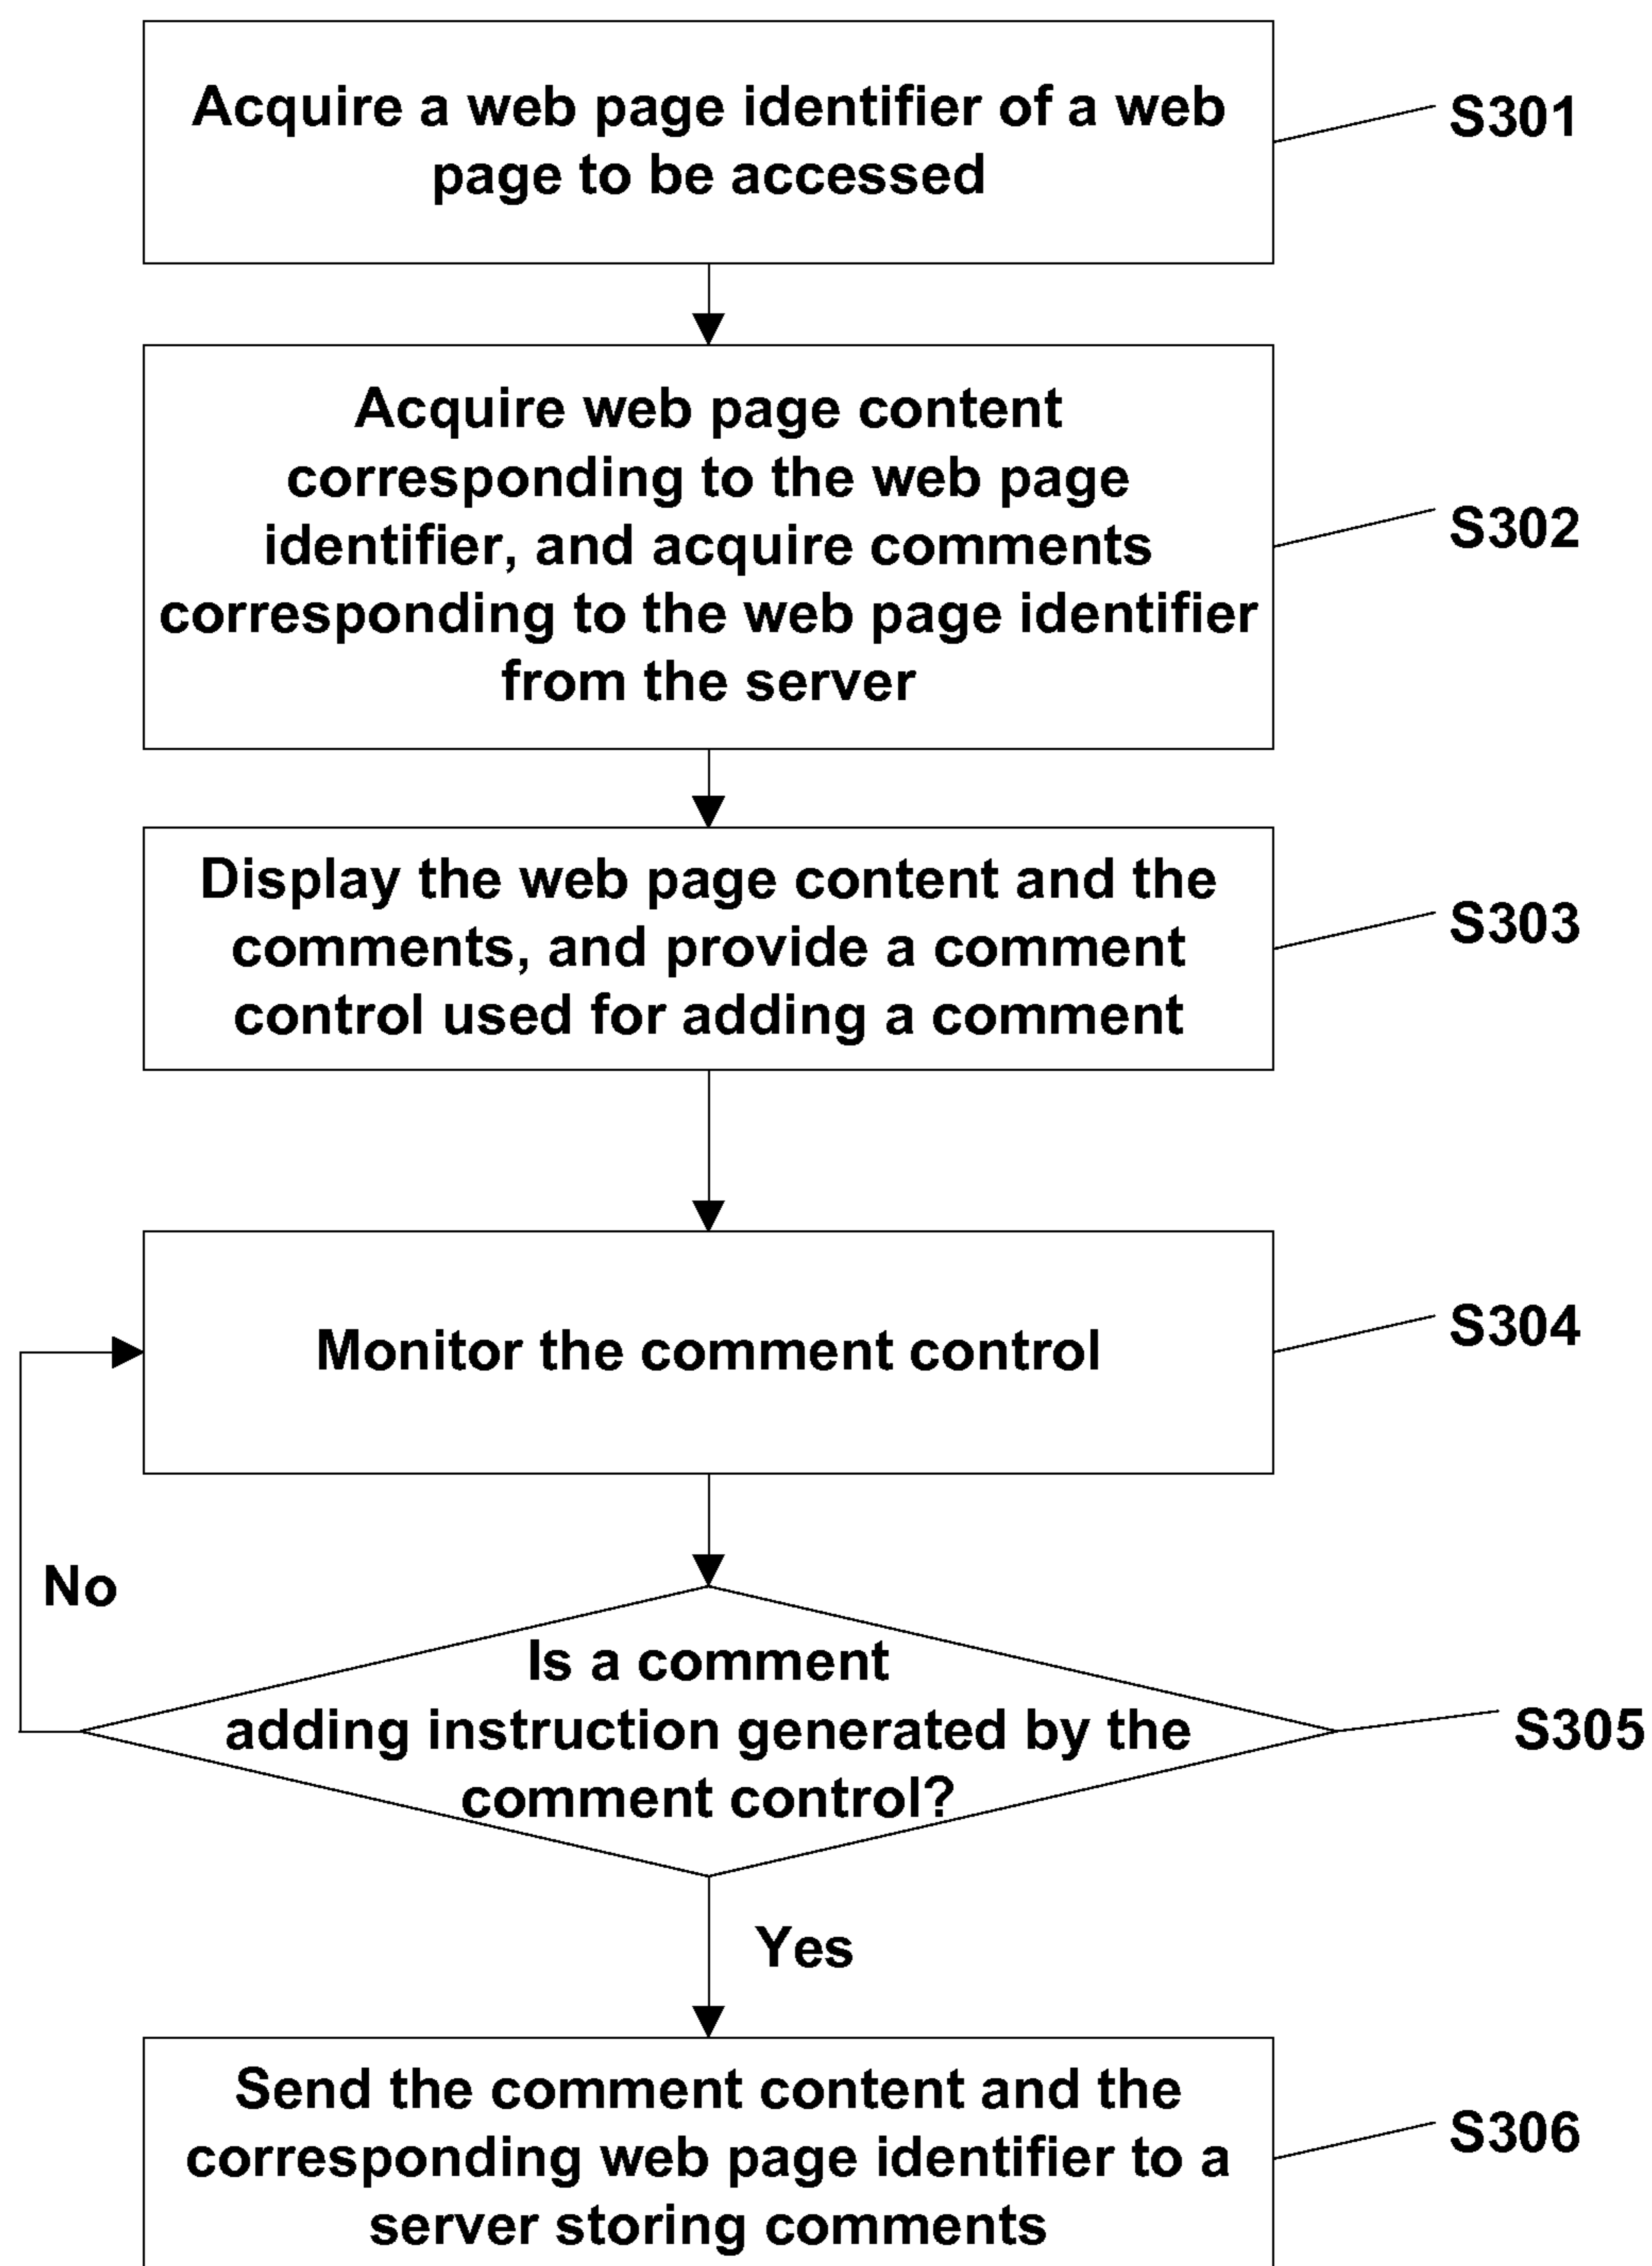 Acquire a web page identifier of a web
page to be accessed
S301
Acquire web page content
corresponding to the web page
identifier, and acquire comments
corresponding to the web page identifier
from the server
S302
Display the web page content and the
comments, and provide a comment
control used for adding a comment
S303
Monitor the comment control
S304
No
Is a comment
adding instruction generated by the
comment control?
S305
Yes
Send the comment content and the
corresponding web page identifier to a
server storing comments
S306